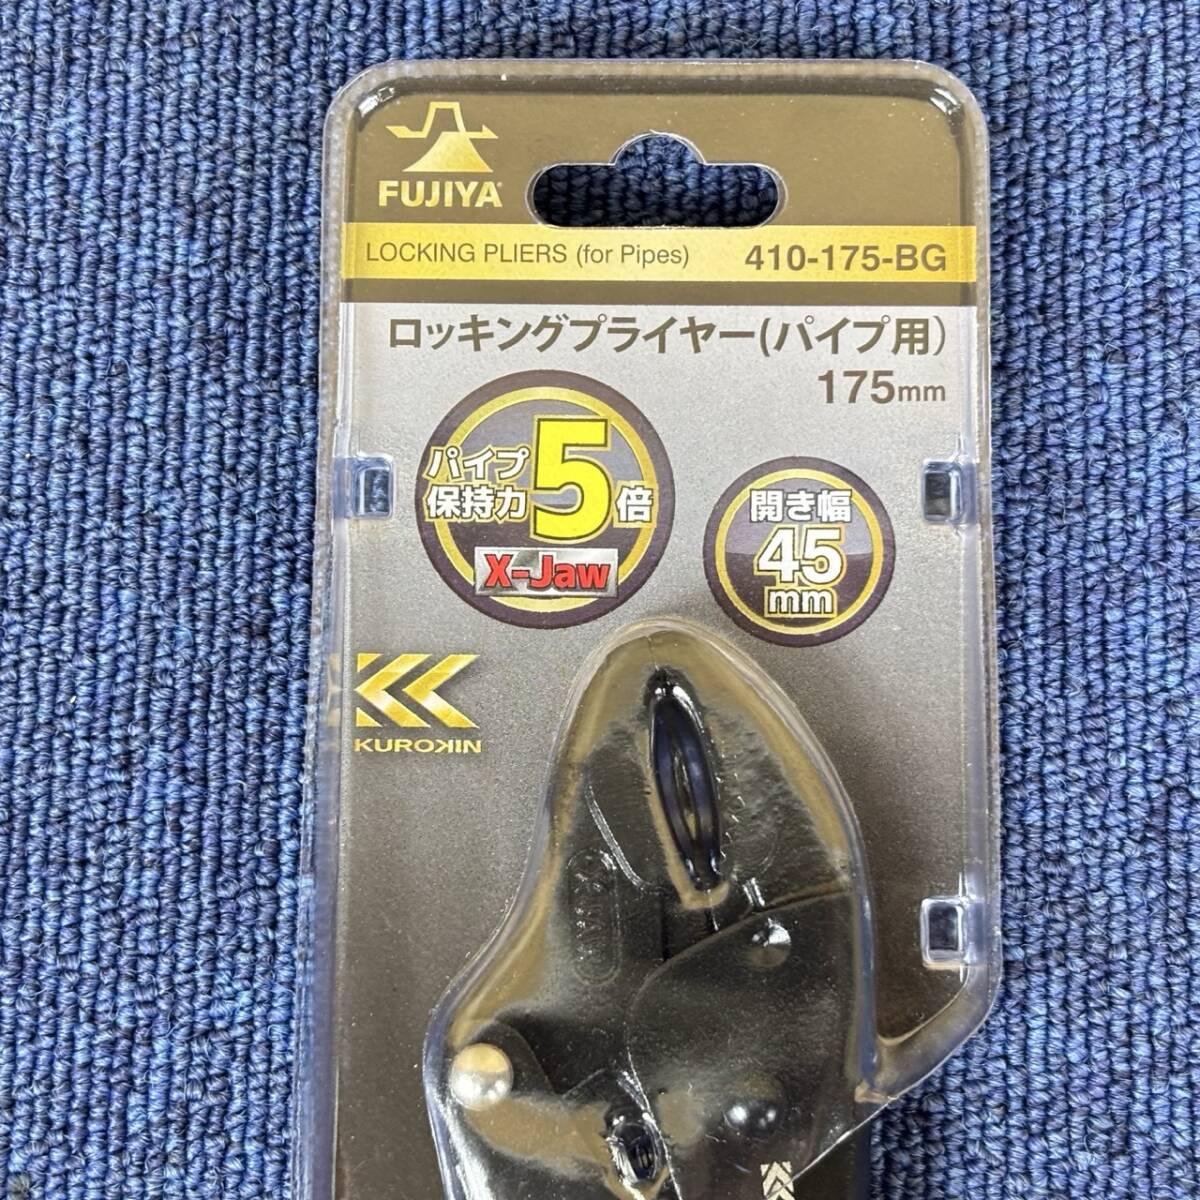 FUJIYA
LOCKING PLIERS (for Pipes) 410-175-BG
ロッキングプライヤー(パイプ用)
175mm
パイプ
保持力 5倍
X-Jaw
開き幅
45
mm
KUROKIN